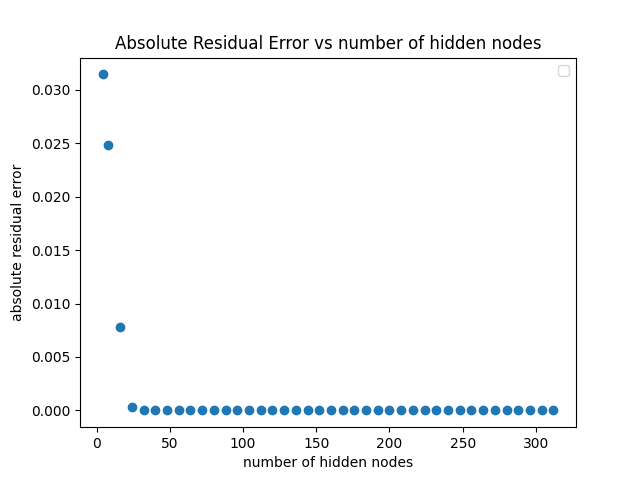 Absolute Residual Error vs number of hidden nodes
0.030
0.025
0.020
0.015
0.010
0.005
0.000
absolute residual error
0 50 100 150 200 250 300
number of hidden nodes